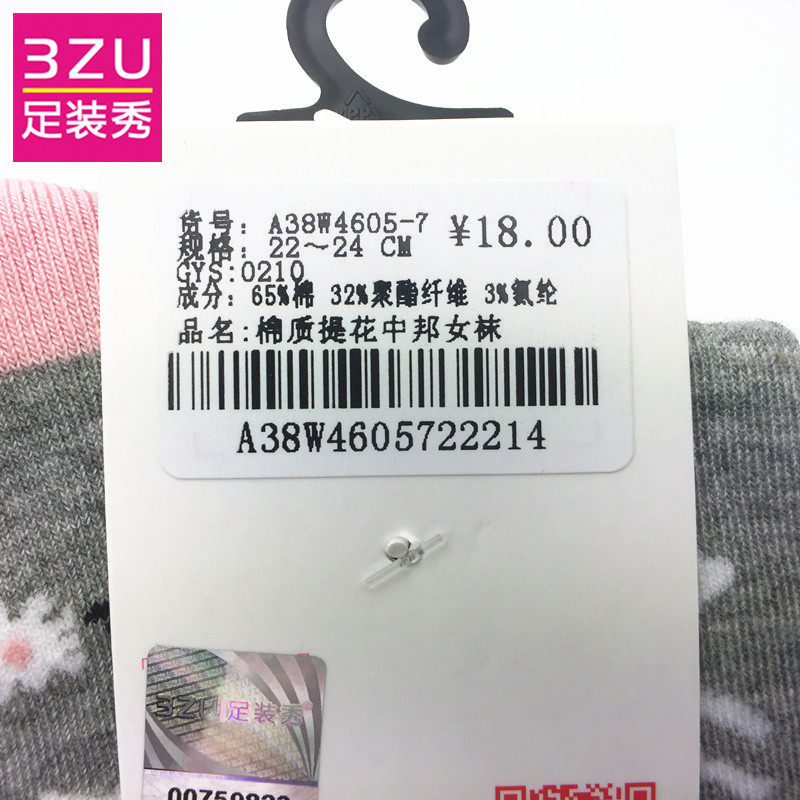 3ZU
足装秀
货号: A38W4605-7 ¥18.00
规格: 22～24 CM
GYS:0210
成分: 65%棉 32%聚酯纤维 3%氨纶
品名:棉质提花中邦女袜
A38W4605722214
3ZU 足装秀